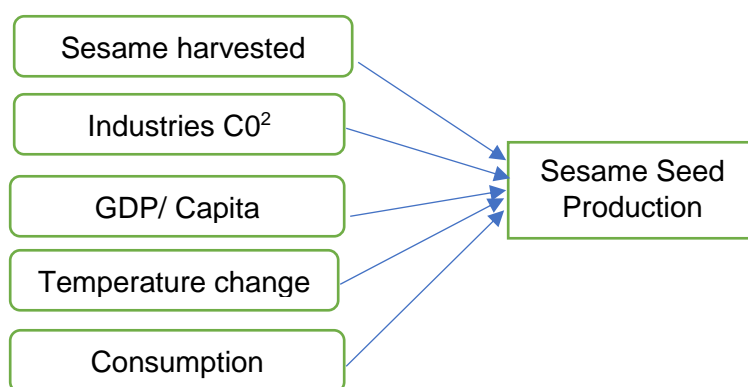 Sesame harvested
Industries C0²
GDP/ Capita
Temperature change
Consumption
Sesame Seed
Production